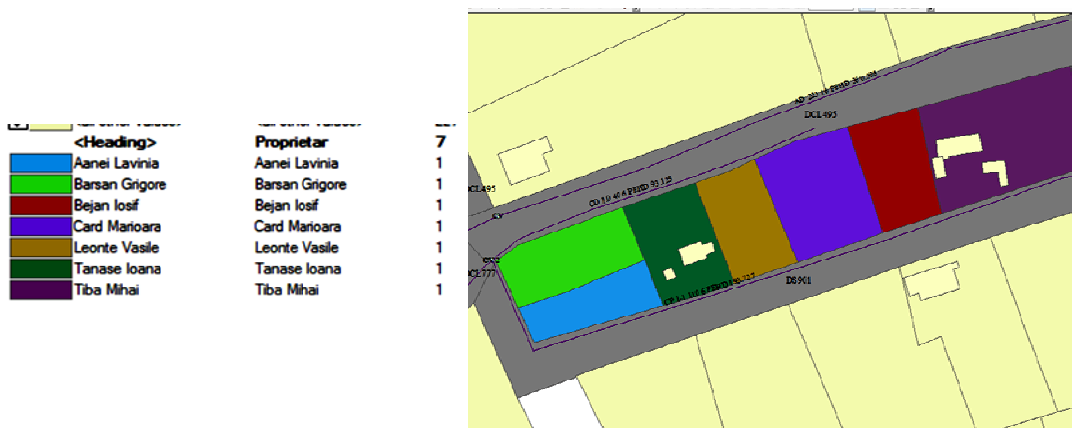 <Heading> Proprietar 7
Aanei Lavinia Aanei Lavinia 1
Barsan Grigore Barsan Grigore 1
Bejan Iosif Bejan Iosif 1
Card Marioara Card Marioara 1
Leonte Vasile Leonte Vasile 1
Tanase Ioana Tanase Ioana 1
Tiba Mihai Tiba Mihai 1
DCL495
DCL495
DCL777
DS901